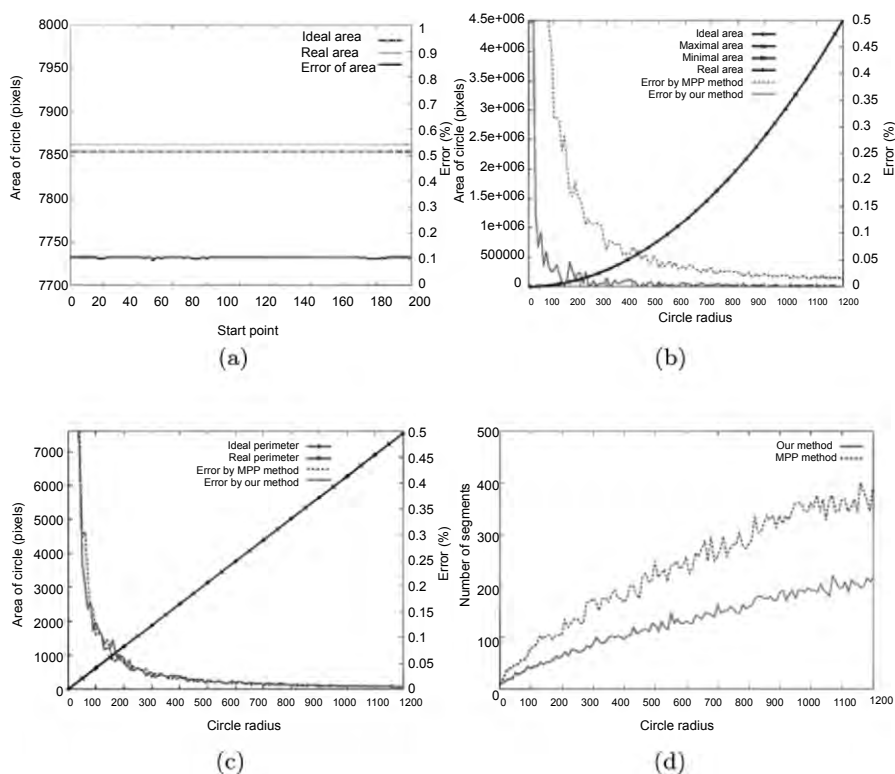 8000
7950
7900
7850
7800
7750
7700
Area of circle (pixels)
Ideal area
Real area
Error of area
1
0.9
0.8
0.7
0.6
0.5
0.4
0.3
0.2
0.1
0
Error (%)
0 20 40 60 80 100 120 140 160 180 200
Start point
(a)
4.5e+006
4e+006
3.5e+006
3e+006
2.5e+006
2e+006
1.5e+006
1e+006
500000
0
Area of circle (pixels)
Ideal area
Maximal area
Minimal area
Real area
Error by MPP method
Error by our method
0.5
0.45
0.4
0.35
0.3
0.25
0.2
0.15
0.1
0.05
0
Error (%)
0 100 200 300 400 500 600 700 800 900 1000 1100 1200
Circle radius
(b)
7000
6000
5000
4000
3000
2000
1000
0
Area of circle (pixels)
Ideal perimeter
Real perimeter
Error by MPP method
Error by our method
0.5
0.45
0.4
0.35
0.3
0.25
0.2
0.15
0.1
0.05
0
Error (%)
100 200 300 400 500 600 700 800 900 1000 1100 1200
Circle radius
(c)
500
400
300
200
100
0
Number of segments
Our method
MPP method
0 100 200 300 400 500 600 700 800 900 1000 1100 1200
Circle radius
(d)